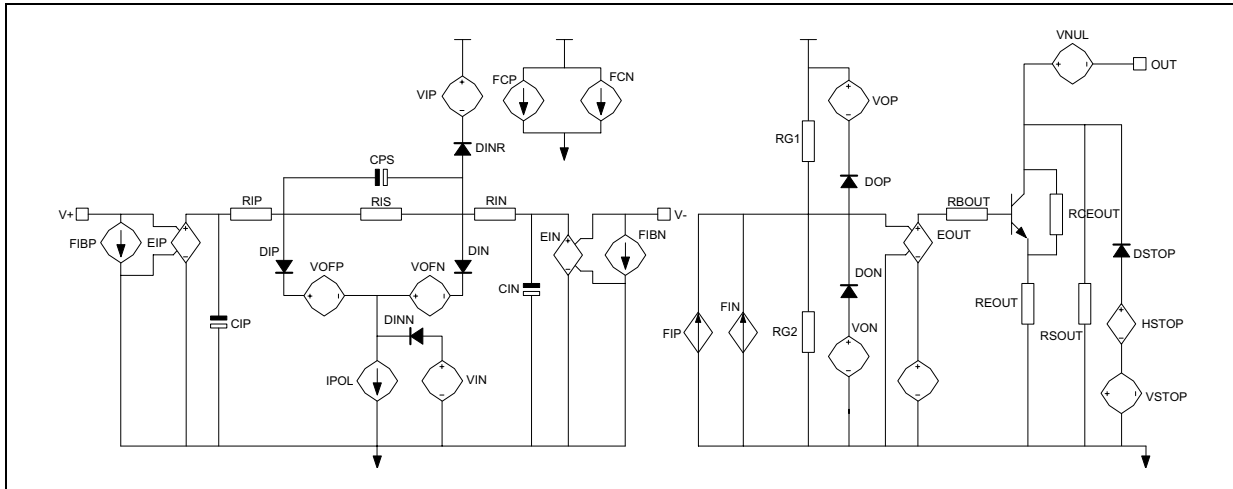 VNUL
OUT
FCP
FCN
VIP
VOP
RG1
DINR
CPS
DOP
RIP
RIS
RIN
RBOUT
RCEOUT
V+
V-
FIBP
EIP
EIN
FIBN
EOUT
DIP
DIN
DSTOP
VOFP
VOFN
DON
CIN
REOUT
CIP
DINN
FIP
FIN
RG2
VON
RSOUT
HSTOP
IPOL
VIN
VSTOP